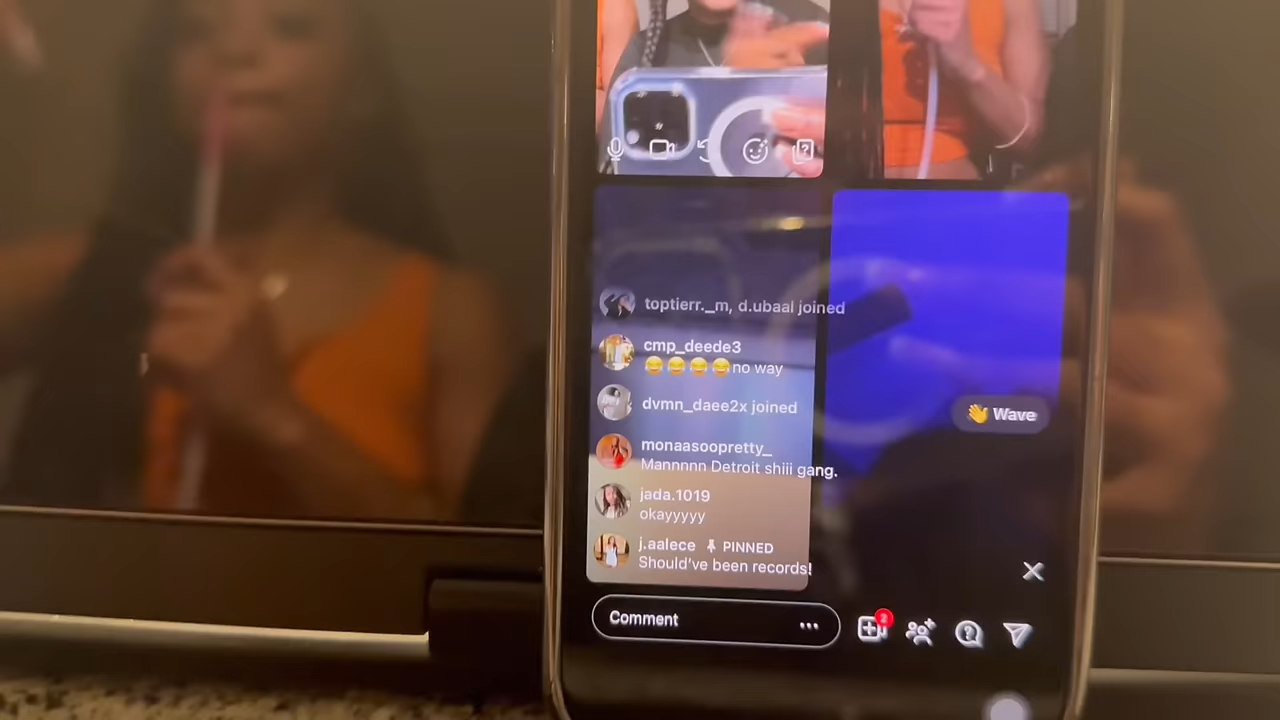 toptierr._m, d.ubaal joined
cmp_deede3
😂😂😂😂no way
dvmn_daee2x joined
👋 Wave
monaasoopretty_
Mannnnn Detroit shiii gang.
jada.1019
okayyyyy
j.aalece 📌 PINNED
Should've been records!
Comment
2